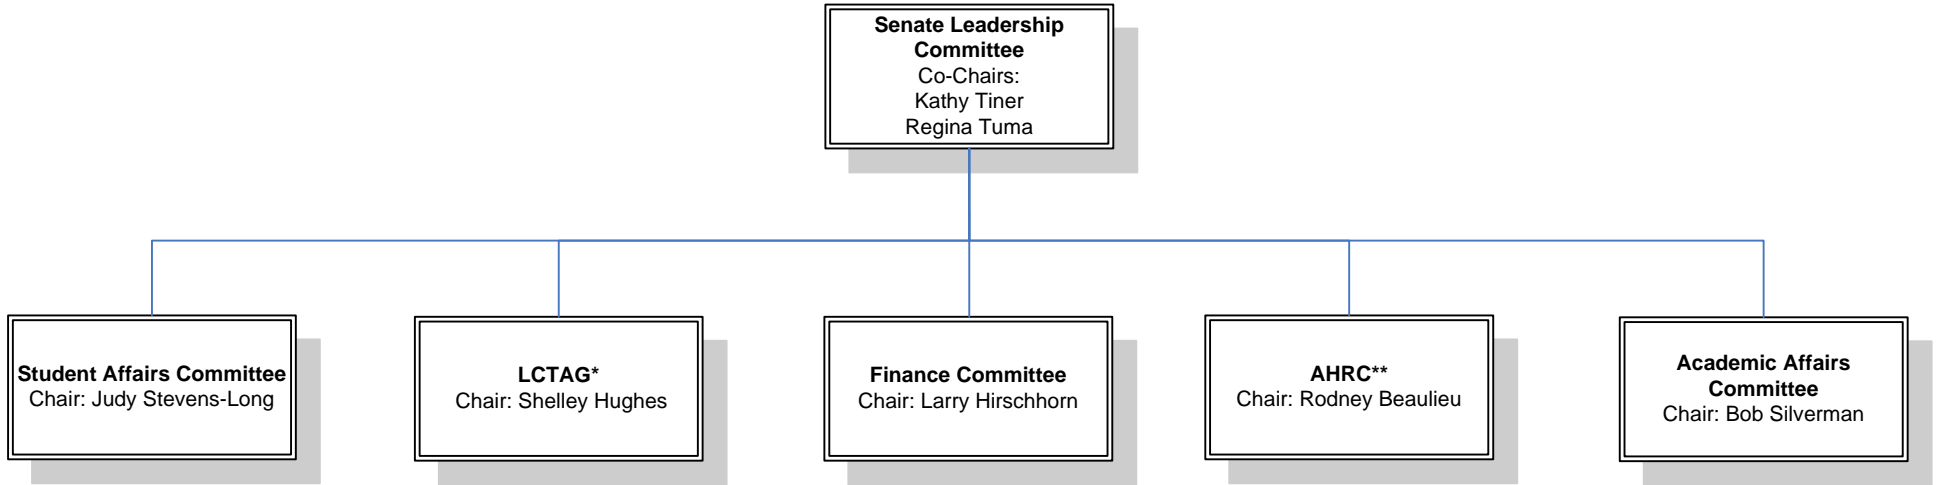 Senate Leadership
Committee
Co-Chairs:
Kathy Tiner
Regina Tuma
Student Affairs Committee
Chair: Judy Stevens-Long
LCTAG*
Chair: Shelley Hughes
Finance Committee
Chair: Larry Hirschhorn
AHRC**
Chair: Rodney Beaulieu
Academic Affairs
Committee
Chair: Bob Silverman